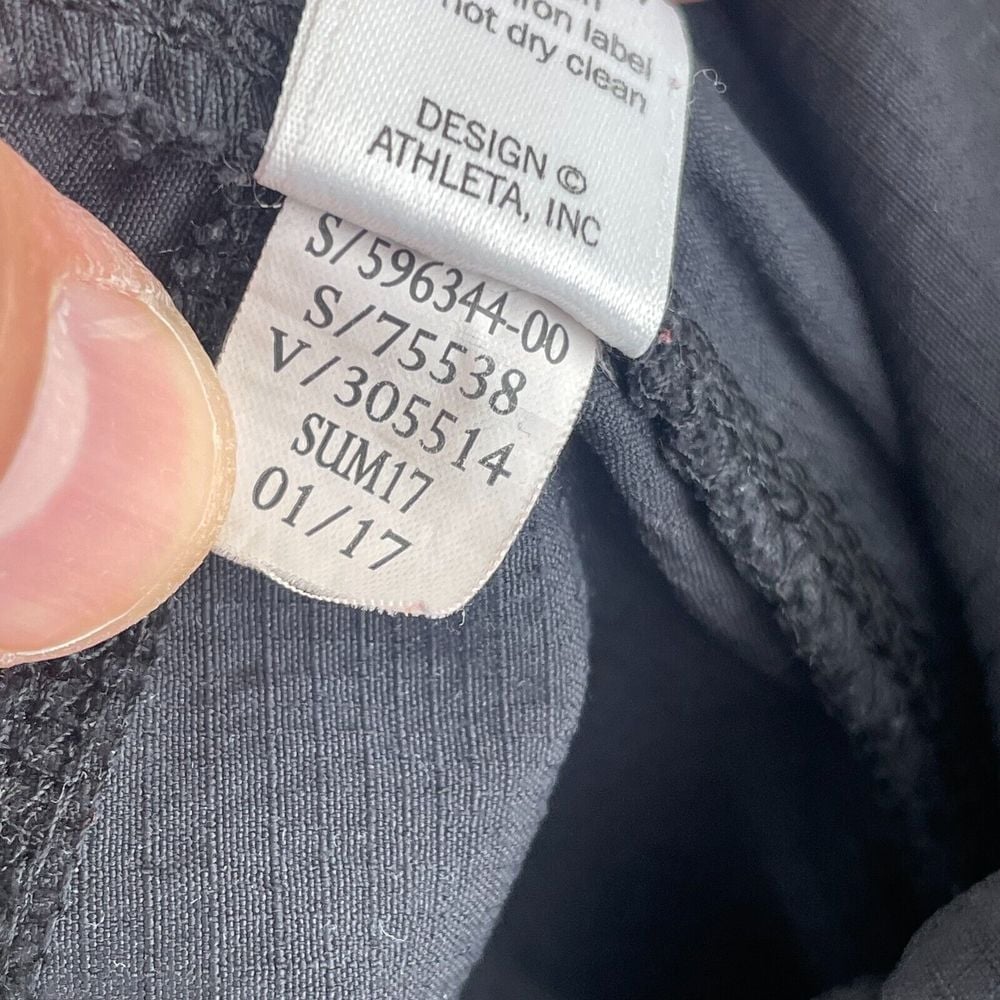 iron label
not dry clean
DESIGN ©
ATHLETA, INC
S/596344-00
S/75538
V/305514
SUM17
01/17